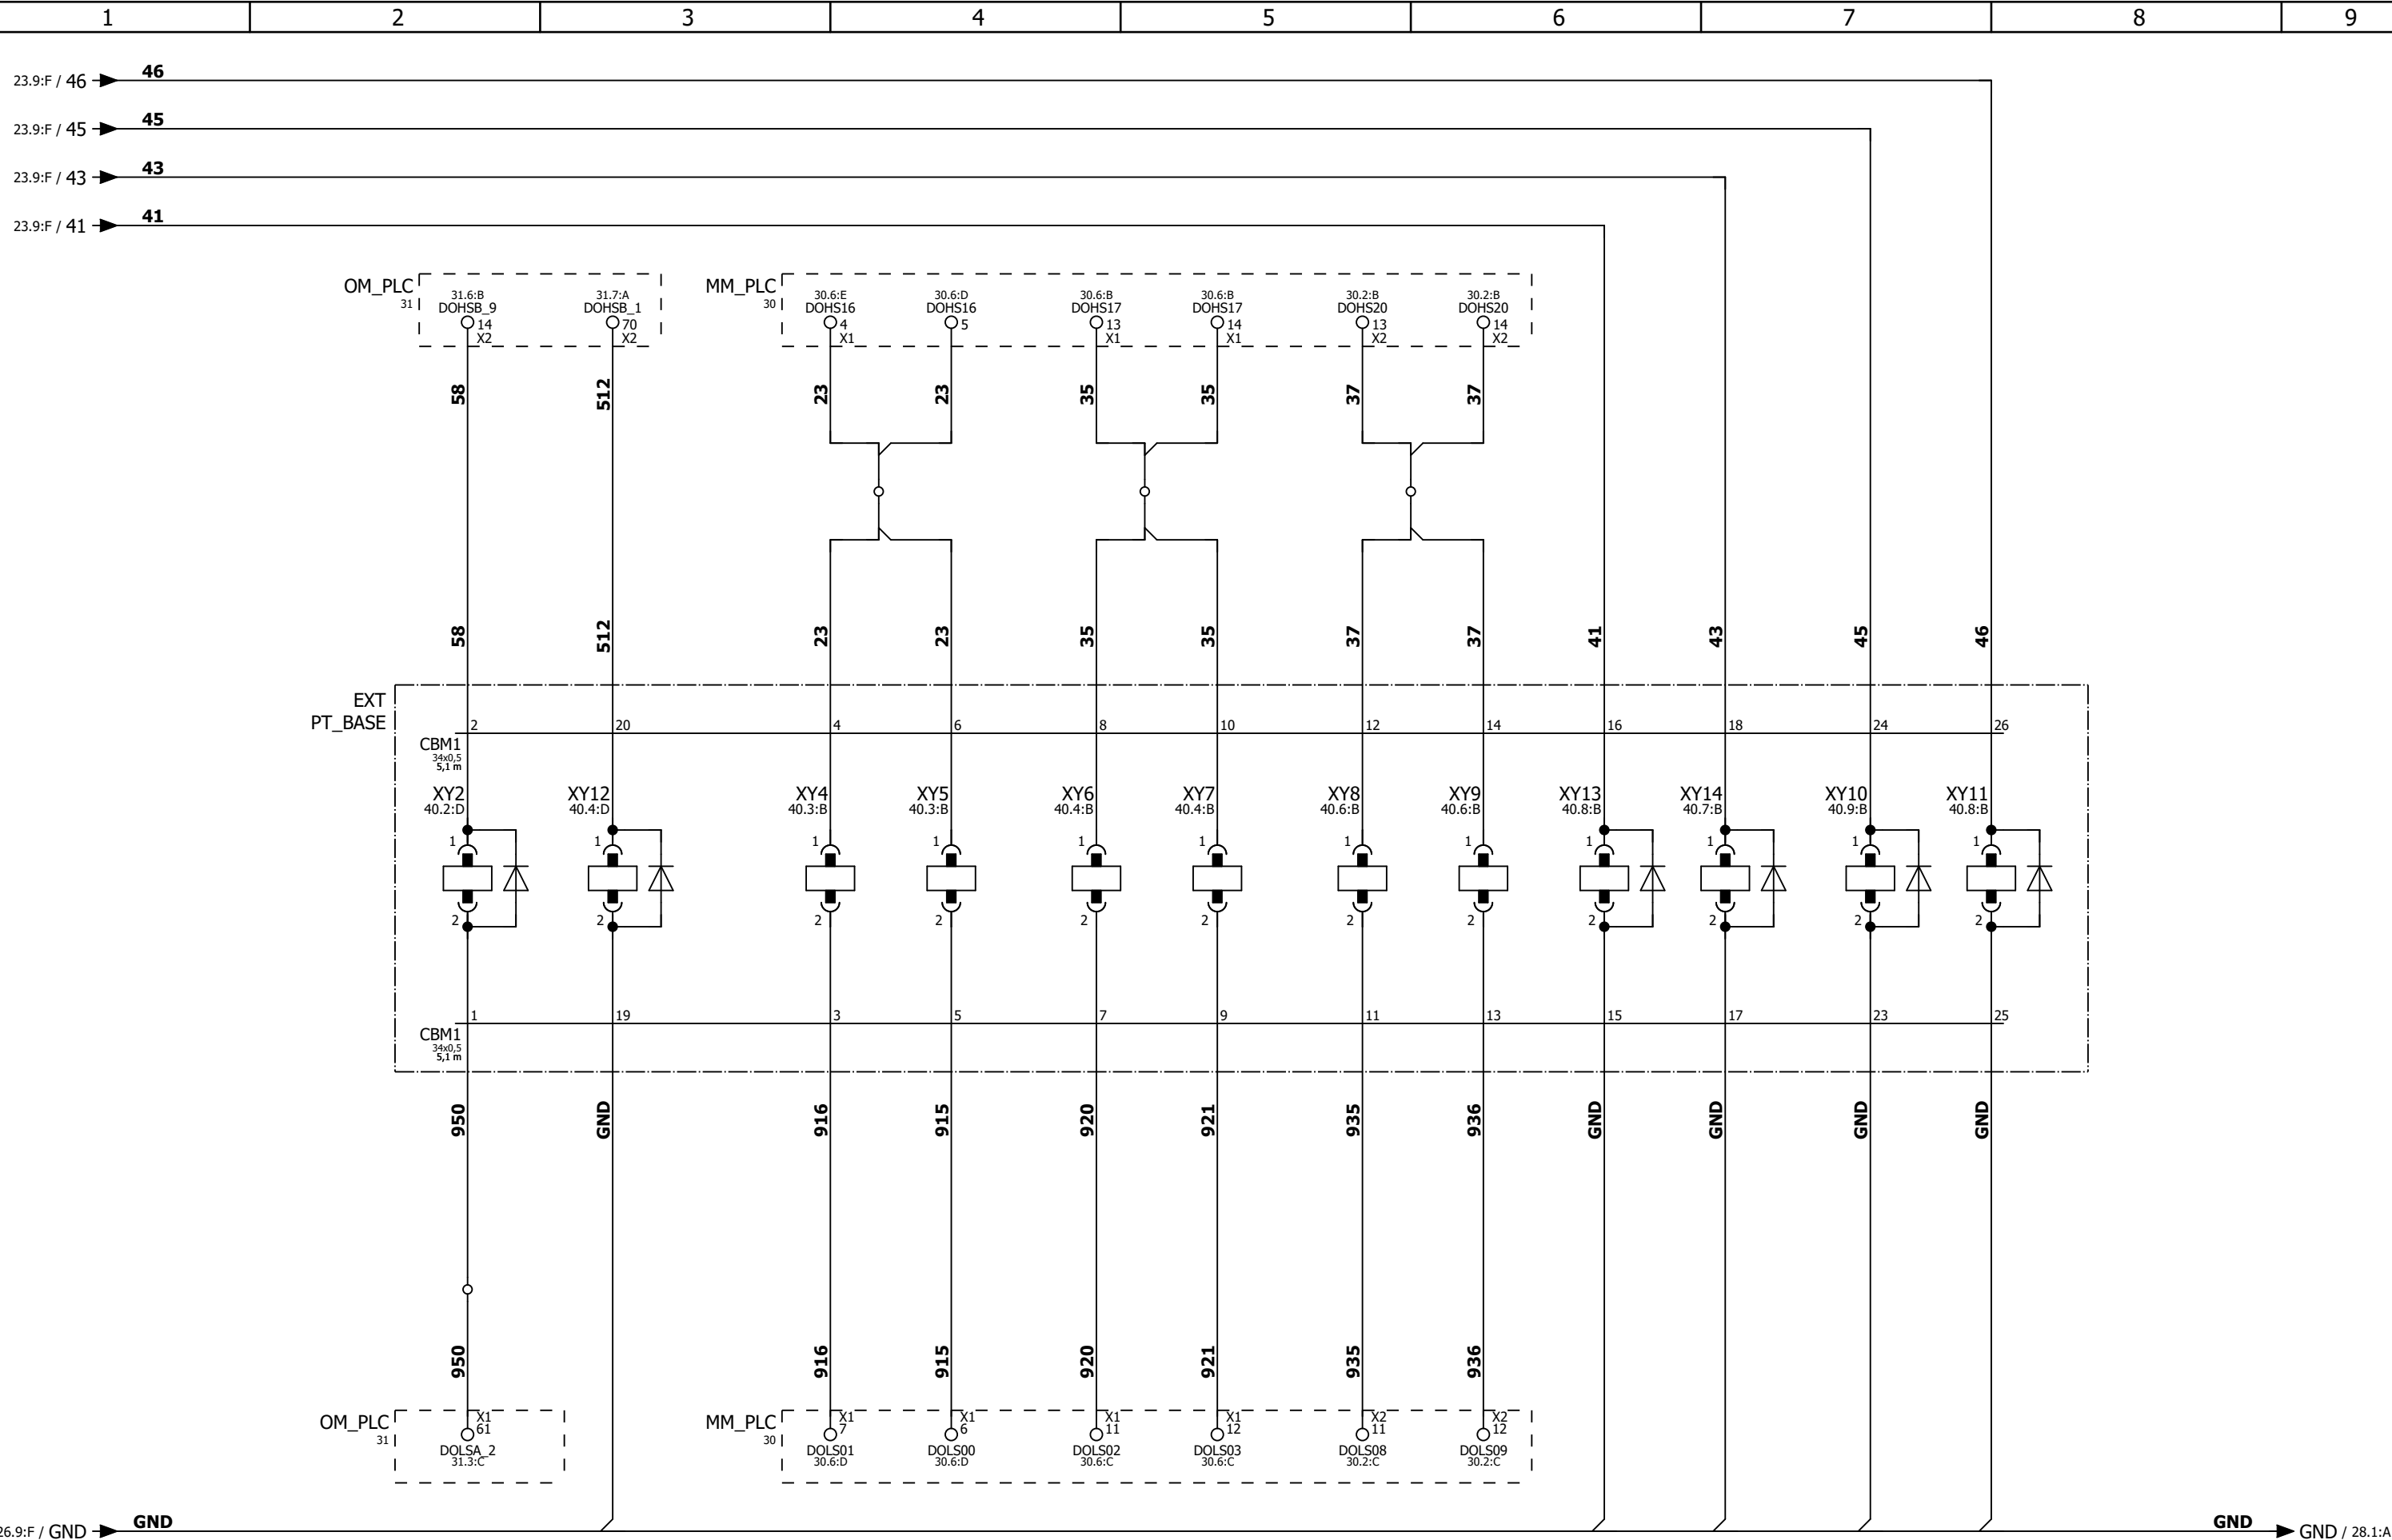 1 2 3 4 5 6 7 8 9
23.9:F / 46 46
23.9:F / 45 45
23.9:F / 43 43
23.9:F / 41 41
OM_PLC
31
31.6:B
DOHSB_9
14
X2
31.7:A
DOHSB_1
70
X2
MM_PLC
30
30.6:E
DOHS16
4
X1
30.6:D
DOHS16
5
30.6:B
DOHS17
13
X1
30.6:B
DOHS17
14
X1
30.2:B
DOHS20
13
X2
30.2:B
DOHS20
14
X2
58 512 23 23 35 35 37 37
58 512 23 23 35 35 37 37 41 43 45 46
EXT
PT_BASE
2 20 4 6 8 10 12 14 16 18 24 26
CBM1
34x0,5
5,1 m
XY2 XY12 XY4 XY5 XY6 XY7 XY8 XY9 XY13 XY14 XY10 XY11
40.2:D 40.4:D 40.3:B 40.3:B 40.4:B 40.4:B 40.6:B 40.6:B 40.8:B 40.7:B 40.9:B 40.8:B
1 1 1 1 1 1 1 1 1 1 1 1
2 2 2 2 2 2 2 2 2 2 2 2
1 19 3 5 7 9 11 13 15 17 23 25
CBM1
34x0,5
5,1 m
950 GND 916 915 920 921 935 936 GND GND GND GND
950 916 915 920 921 935 936
OM_PLC
31
X1
61
DOLSA_2
31.3:C
MM_PLC
30
X1
7
DOLS01
30.6:D
X1
6
DOLS00
30.6:D
X1
11
DOLS02
30.6:C
X1
12
DOLS03
30.6:C
X2
11
DOLS08
30.2:C
X2
12
DOLS09
30.2:C
26.9:F / GND GND GND GND / 28.1:A